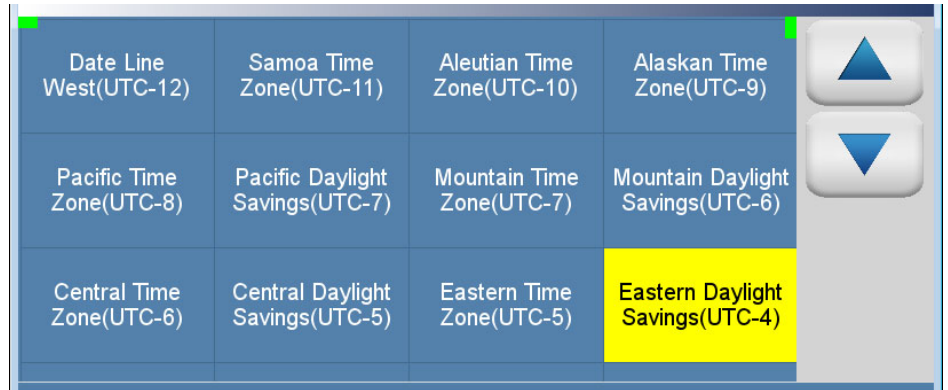 Date Line
West(UTC-12)
Samoa Time
Zone(UTC-11)
Aleutian Time
Zone(UTC-10)
Alaskan Time
Zone(UTC-9)
Pacific Time
Zone(UTC-8)
Pacific Daylight
Savings(UTC-7)
Mountain Time
Zone(UTC-7)
Mountain Daylight
Savings(UTC-6)
Central Time
Zone(UTC-6)
Central Daylight
Savings(UTC-5)
Eastern Time
Zone(UTC-5)
Eastern Daylight
Savings(UTC-4)